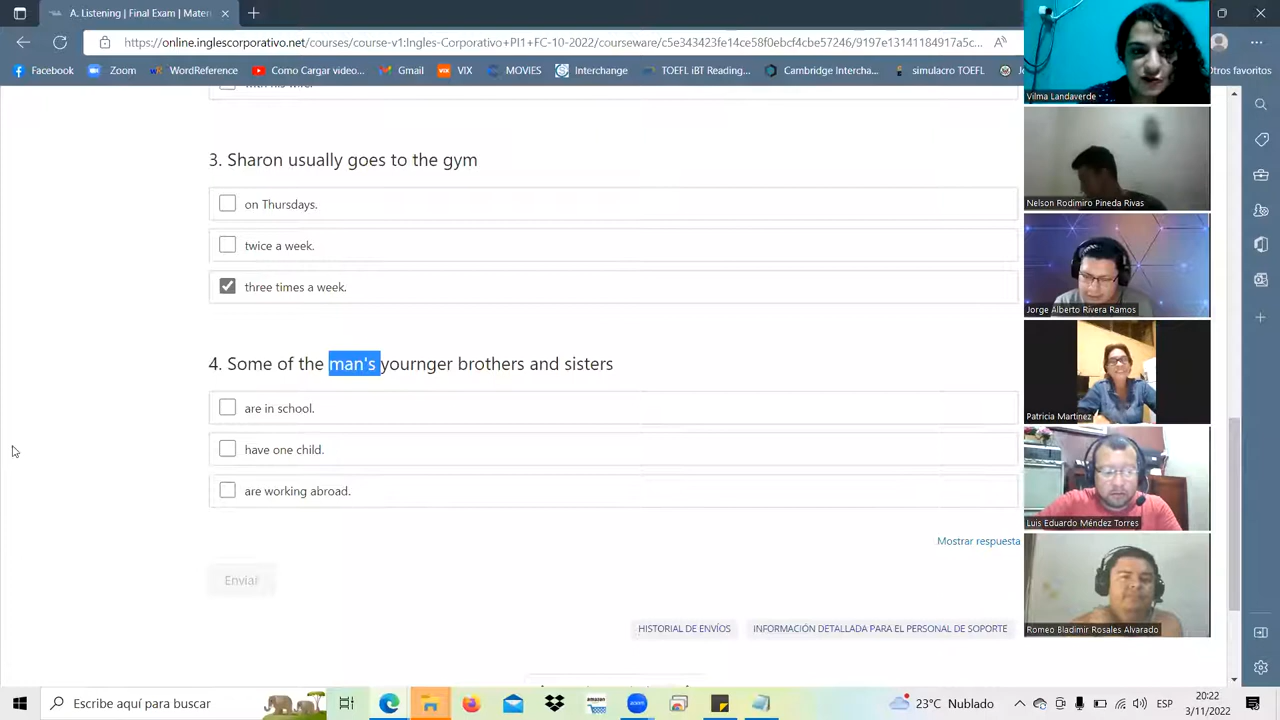 A. Listening | Final Exam | Mater
https://online.inglescorporativo.net/courses/course-v1:Ingles-Corporativo+PI1+FC-10-2022/courseware/c5e343423fe14ce58f0ebcf4cbe57246/9197e13141184917a5c...
Facebook
Zoom
WordReference
Como Cargar video...
Gmail
VIX
MOVIES
Interchange
TOEFL iBT Reading...
Cambridge Intercha...
simulacro TOEFL
Otros favoritos
3. Sharon usually goes to the gym
on Thursdays.
twice a week.
three times a week.
4. Some of the man's yournger brothers and sisters
are in school.
have one child.
are working abroad.
Mostrar respuesta
Enviar
HISTORIAL DE ENVÍOS
INFORMACIÓN DETALLADA PARA EL PERSONAL DE SOPORTE
Vilma Landaverde
Nelson Rodimiro Pineda Rivas
Jorge Alberto Rivera Ramos
Patricia Martinez
Luis Eduardo Méndez Torres
Romeo Bladimir Rosales Alvarado
Escribe aquí para buscar
amazon
zoom
23°C Nublado
ESP
20:22
3/11/2022